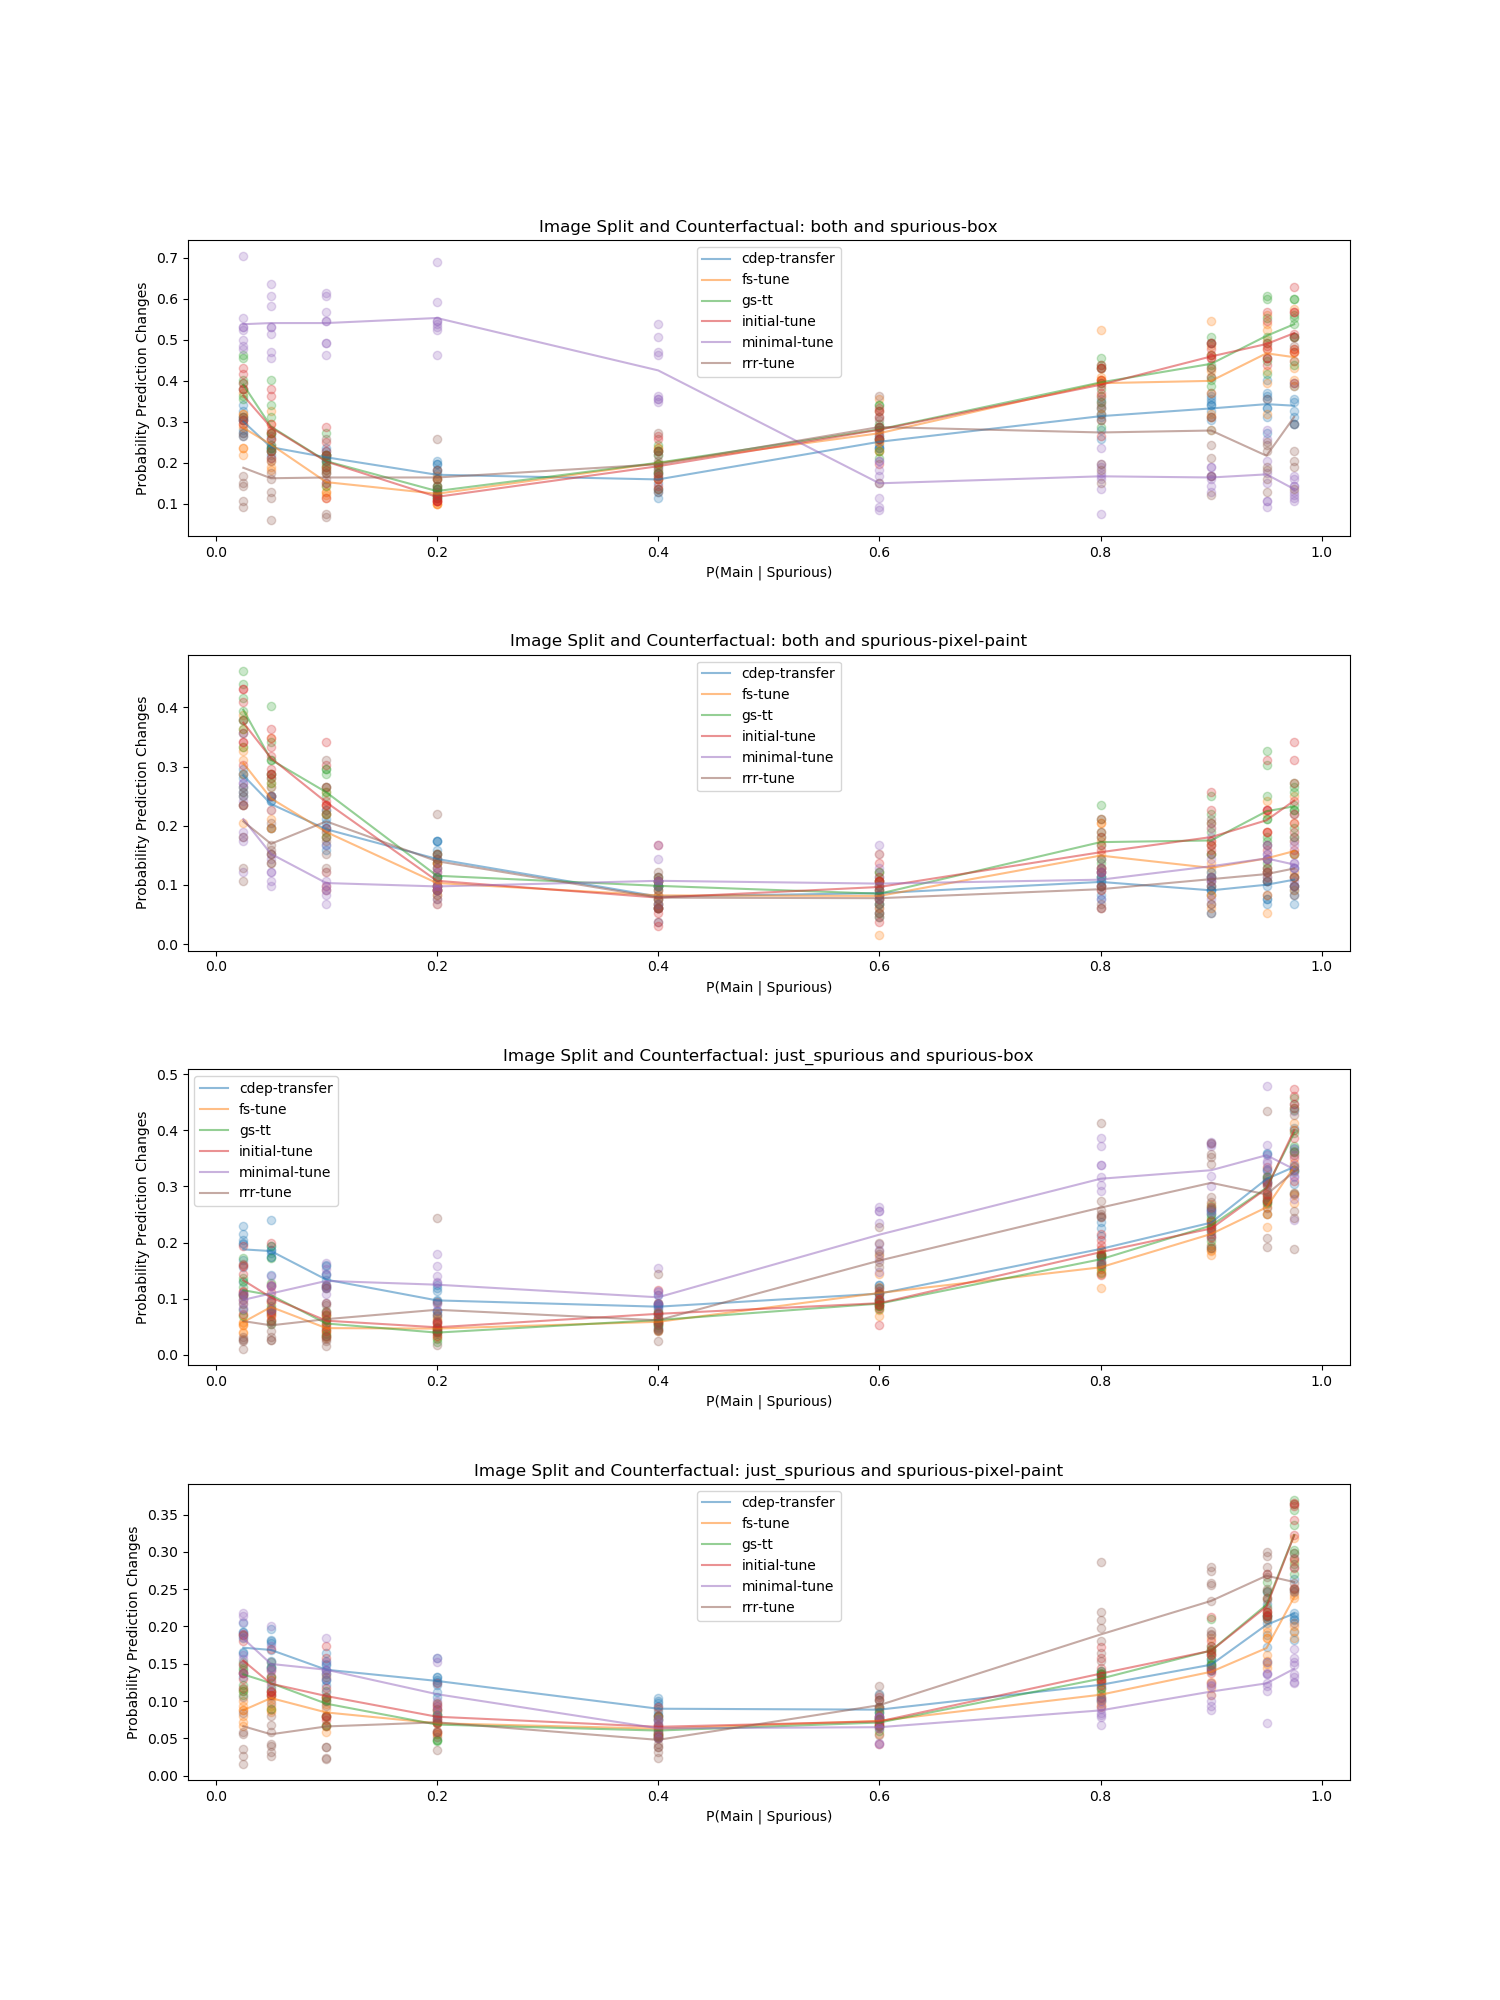 Image Split and Counterfactual: both and spurious-box
Probability Prediction Changes
0.7
0.6
0.5
0.4
0.3
0.2
0.1
cdep-transfer
fs-tune
gs-tt
initial-tune
minimal-tune
rrr-tune
0.0 0.2 0.4 0.6 0.8 1.0
P(Main | Spurious)
Image Split and Counterfactual: both and spurious-pixel-paint
Probability Prediction Changes
0.4
0.3
0.2
0.1
0.0
cdep-transfer
fs-tune
gs-tt
initial-tune
minimal-tune
rrr-tune
0.0 0.2 0.4 0.6 0.8 1.0
P(Main | Spurious)
Image Split and Counterfactual: just_spurious and spurious-box
Probability Prediction Changes
0.5
0.4
0.3
0.2
0.1
0.0
cdep-transfer
fs-tune
gs-tt
initial-tune
minimal-tune
rrr-tune
0.0 0.2 0.4 0.6 0.8 1.0
P(Main | Spurious)
Image Split and Counterfactual: just_spurious and spurious-pixel-paint
Probability Prediction Changes
0.35
0.30
0.25
0.20
0.15
0.10
0.05
0.00
cdep-transfer
fs-tune
gs-tt
initial-tune
minimal-tune
rrr-tune
0.0 0.2 0.4 0.6 0.8 1.0
P(Main | Spurious)